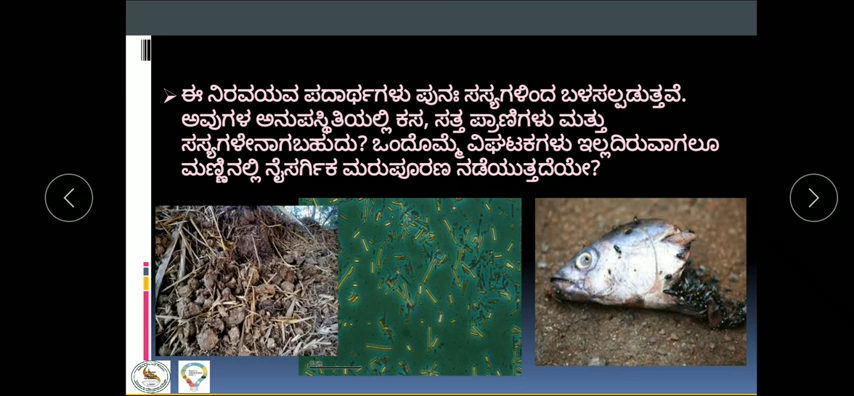 ಈ ನಿರವಯವ ಪದಾರ್ಥಗಳು ಪುನಃ ಸಸ್ಯಗಳಿಂದ ಬಳಸಲ್ಪಡುತ್ತವೆ.
ಅವುಗಳ ಅನುಪಸ್ಥಿತಿಯಲ್ಲಿ ಕಸ, ಸತ್ತ ಪ್ರಾಣಿಗಳು ಮತ್ತು
ಸಸ್ಯಗಳೇನಾಗಬಹುದು? ಒಂದೊಮ್ಮೆ ವಿಘಟಕಗಳು ಇಲ್ಲದಿರುವಾಗಲೂ
ಮಣ್ಣಿನಲ್ಲಿ ನೈಸರ್ಗಿಕ ಮರುಪೂರಣ ನಡೆಯುತ್ತದೆಯೇ?